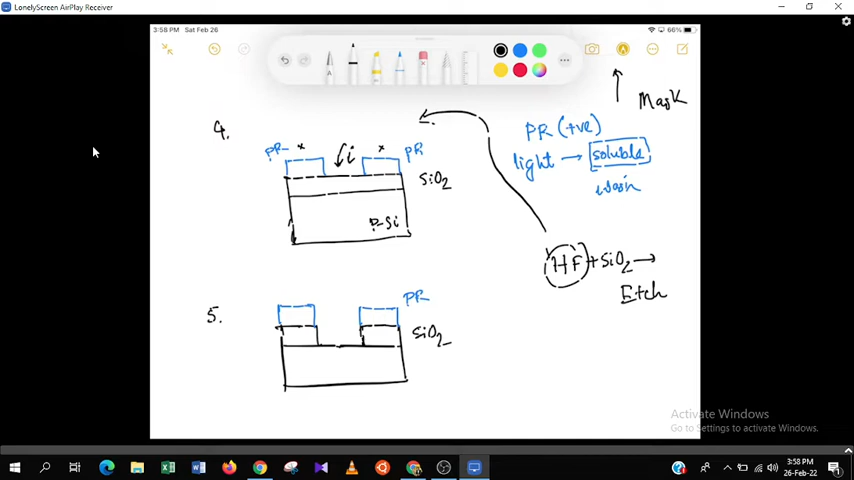 LonelyScreen AirPlay Receiver
3:58 PM Sat Feb 26
66%
A
Mask
4.
PR
PR
i
PR (+ve)
light → soluble
wash
SiO2
P-Si
HF + SiO2 →
Etch
5.
PR
SiO2
Activate Windows
Go to Settings to activate Windows.
3:58 PM
26-Feb-22